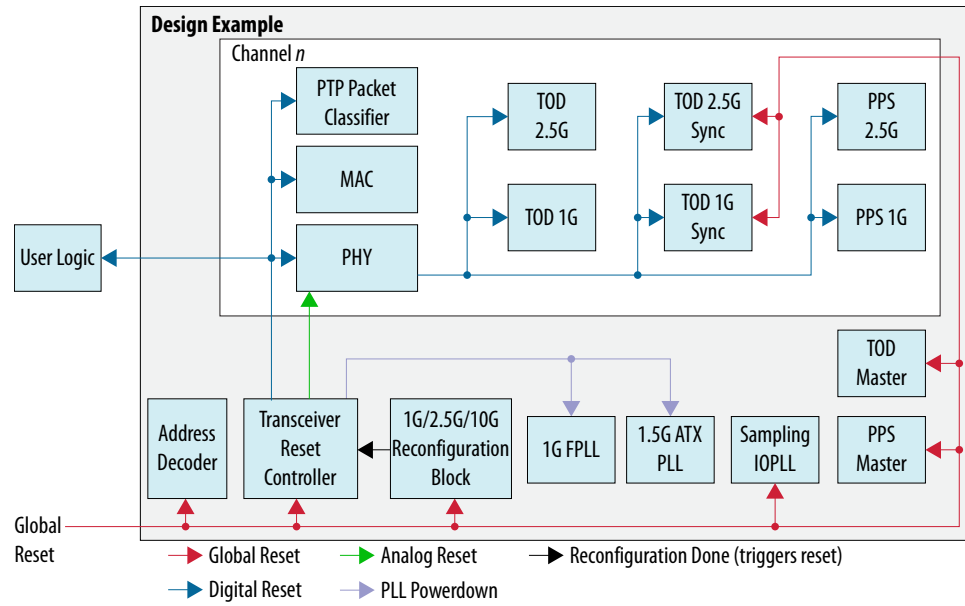 Design Example
Channel n
PTP Packet
Classifier
TOD
2.5G
TOD 2.5G
Sync
PPS
2.5G
MAC
TOD 1G
TOD 1G
Sync
PPS 1G
User Logic
PHY
TOD
Master
Address
Decoder
Transceiver
Reset
Controller
1G/2.5G/10G
Reconfiguration
Block
1G FPLL
1.5G ATX
PLL
Sampling
IOPLL
PPS
Master
Global
Reset
Global Reset
Analog Reset
Reconfiguration Done (triggers reset)
Digital Reset
PLL Powerdown